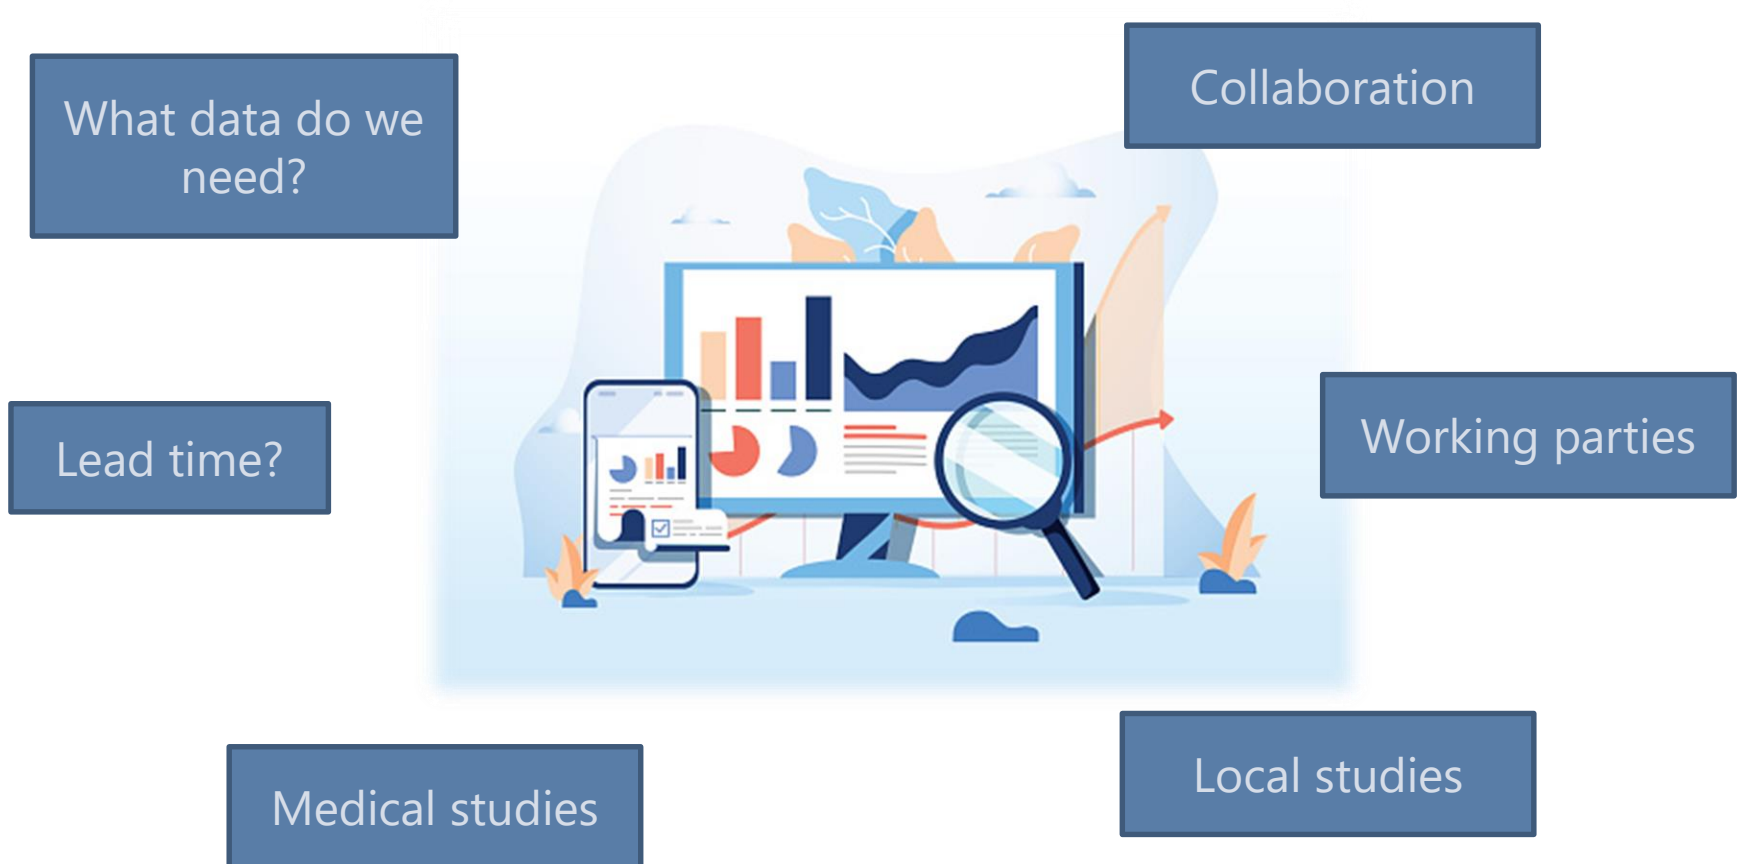 What data do we
need?
Collaboration
Lead time?
Working parties
Medical studies
Local studies